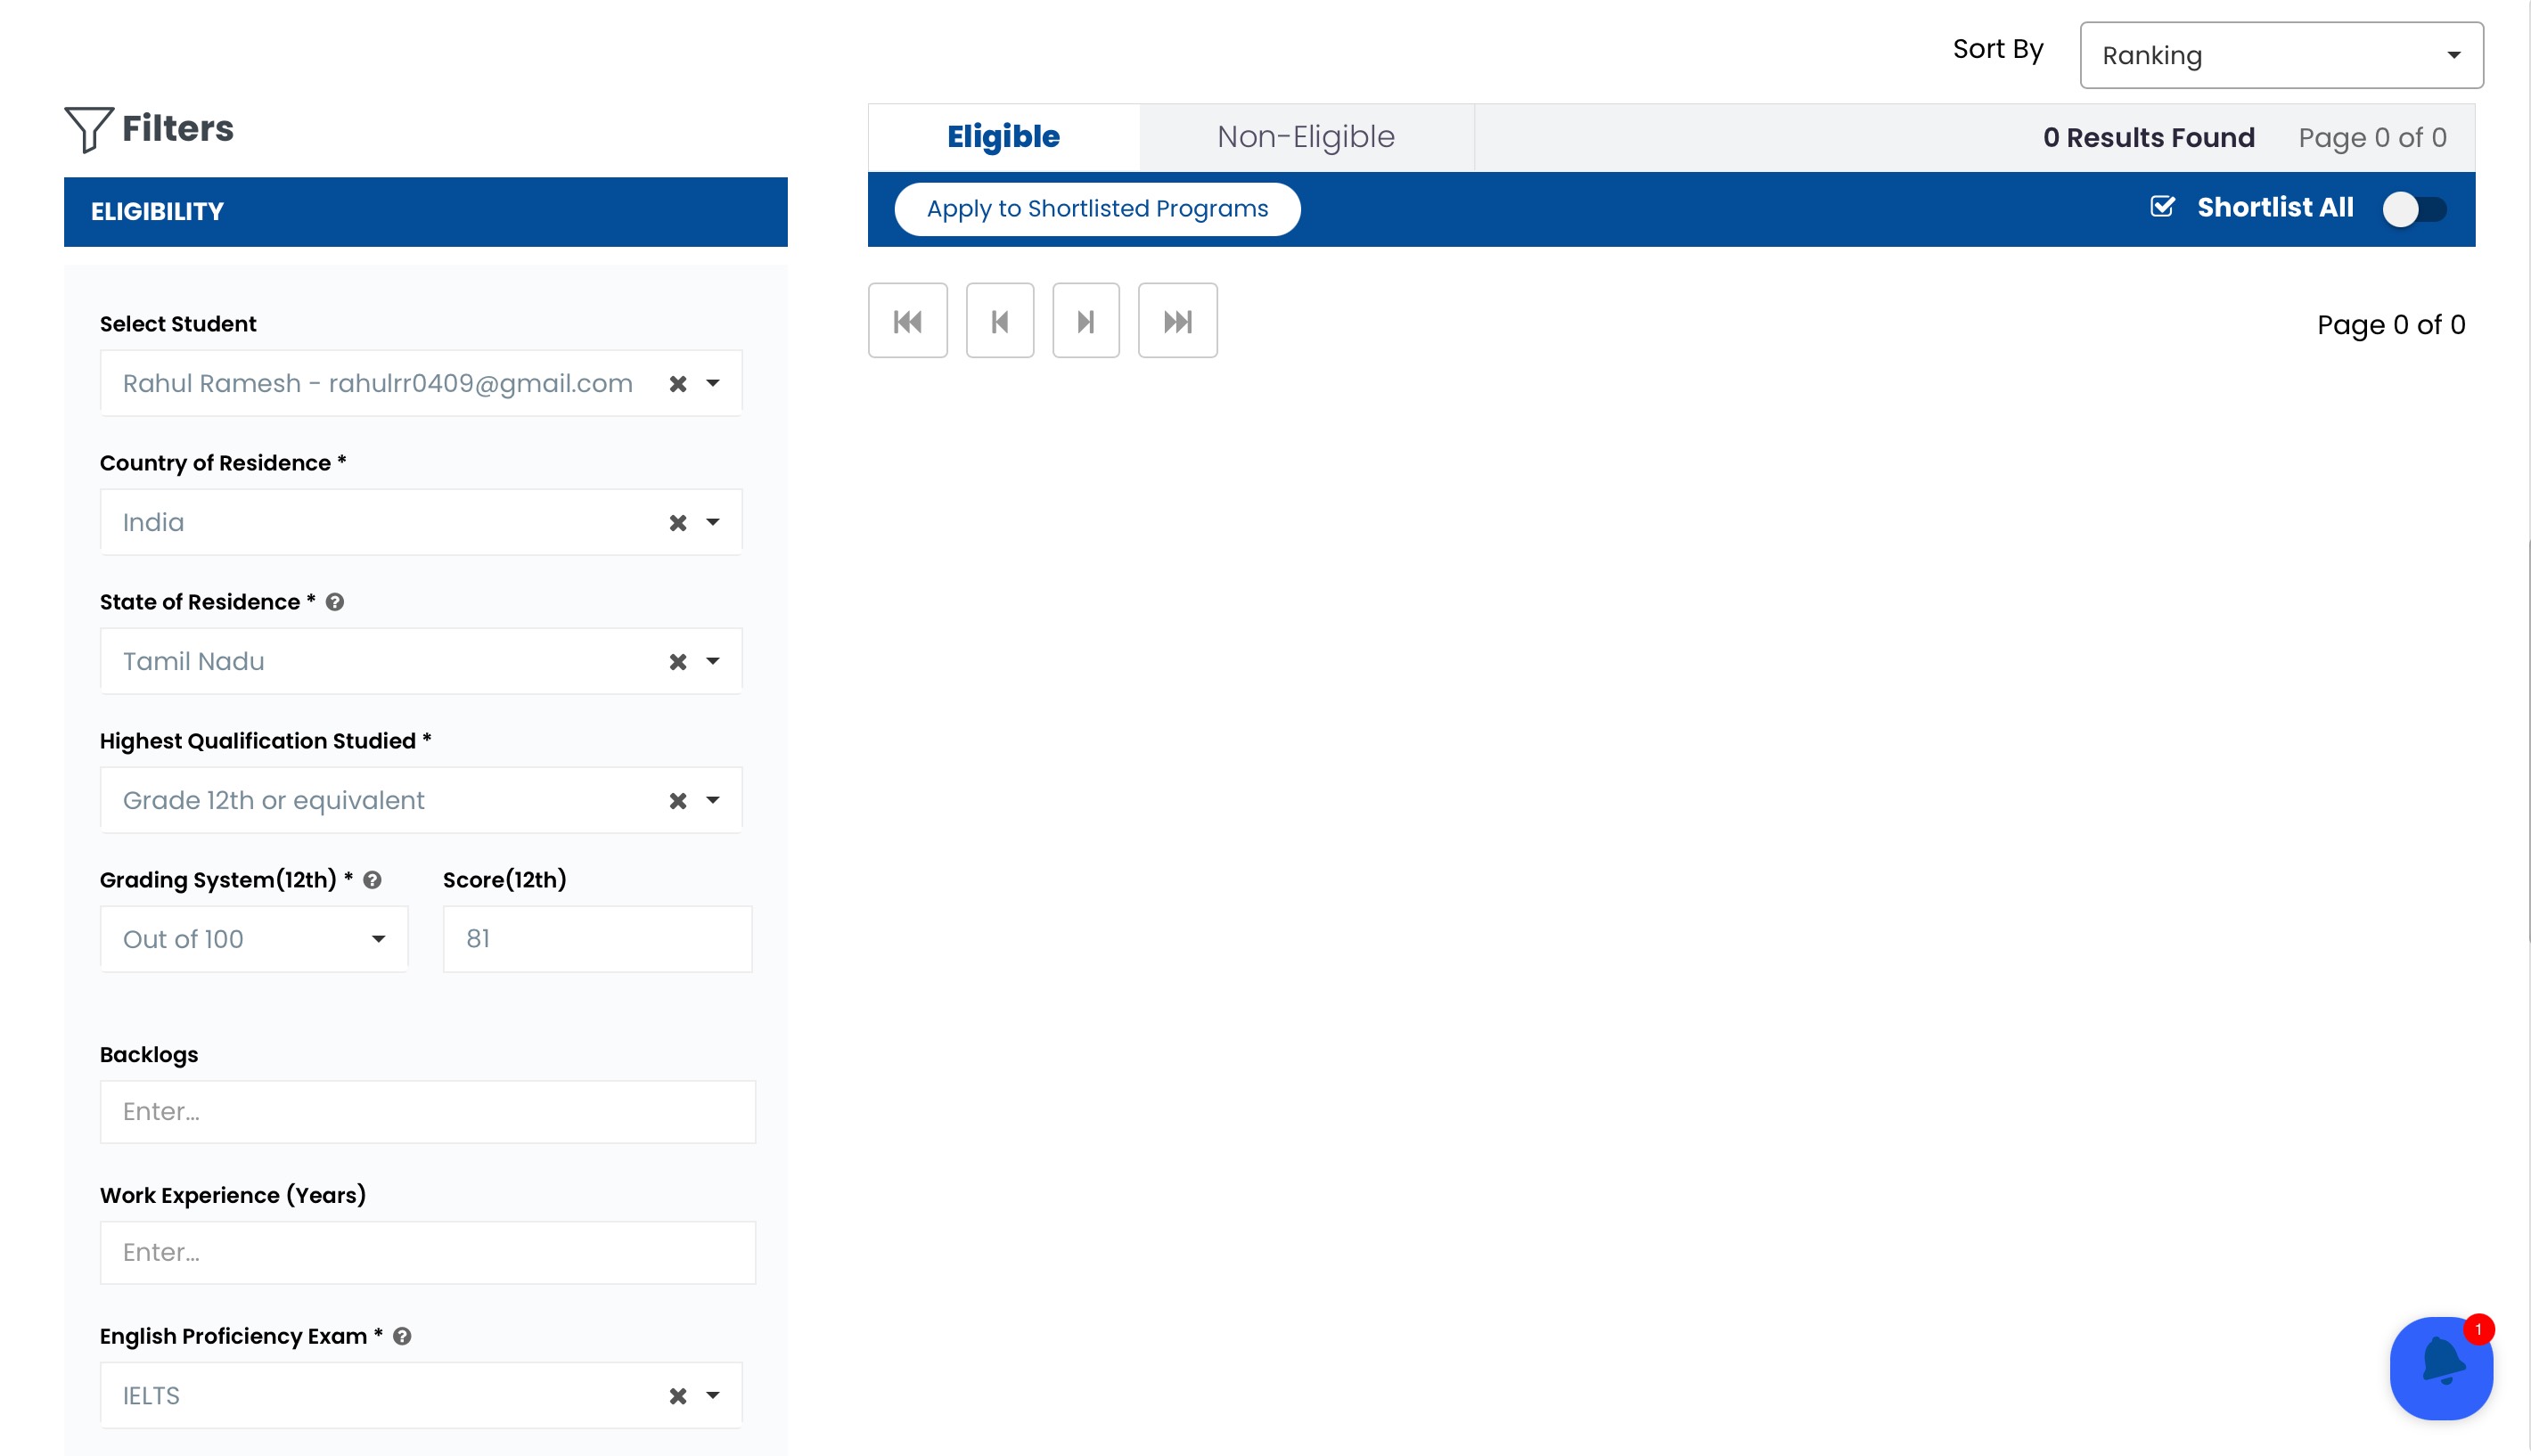 Sort By
Ranking
Filters
ELIGIBILITY
Select Student
Rahul Ramesh - rahulrr0409@gmail.com
Country of Residence *
India
State of Residence *
Tamil Nadu
Highest Qualification Studied *
Grade 12th or equivalent
Grading System(12th) *
Score(12th)
Out of 100
81
Backlogs
Enter...
Work Experience (Years)
Enter...
English Proficiency Exam *
IELTS
Eligible
Non-Eligible
0 Results Found
Page 0 of 0
Apply to Shortlisted Programs
Shortlist All
Page 0 of 0
1